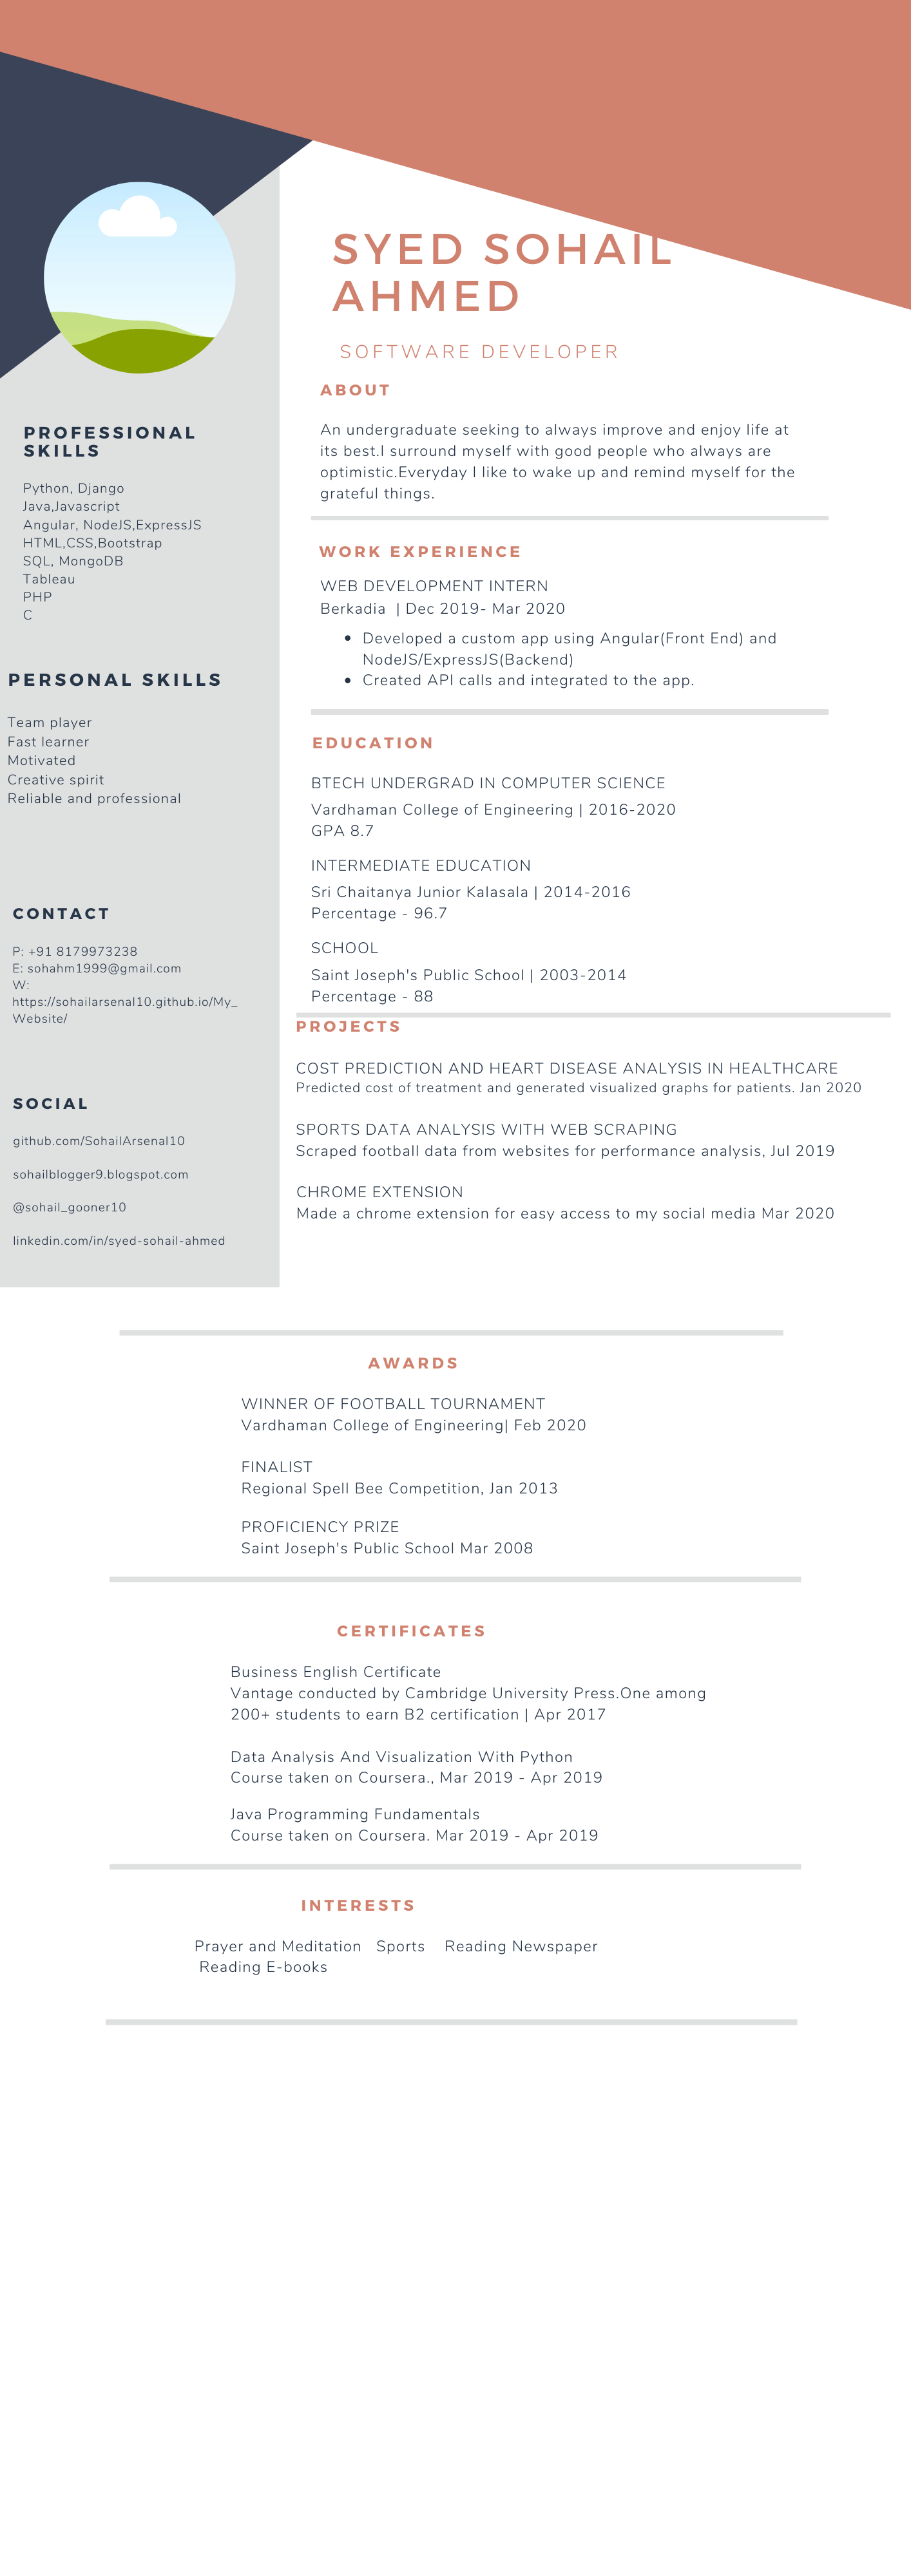 SYED SOHAIL
AHMED
SOFTWARE DEVELOPER
PROFESSIONAL
SKILLS
Python, Django
Java,Javascript
Angular, NodeJS,ExpressJS
HTML,CSS,Bootstrap
SQL, MongoDB
Tableau
PHP
C
PERSONAL SKILLS
Team player
Fast learner
Motivated
Creative spirit
Reliable and professional
CONTACT
P: +91 8179973238
E: sohahm1999@gmail.com
W:
https://sohailarsenal10.github.io/My_
Website/
SOCIAL
github.com/SohailArsenal10
sohailblogger9.blogspot.com
@sohail_gooner10
linkedin.com/in/syed-sohail-ahmed
ABOUT
An undergraduate seeking to always improve and enjoy life at
its best.I surround myself with good people who always are
optimistic.Everyday I like to wake up and remind myself for the
grateful things.
WORK EXPERIENCE
WEB DEVELOPMENT INTERN
Berkadia | Dec 2019- Mar 2020
• Developed a custom app using Angular(Front End) and
NodeJS/ExpressJS(Backend)
• Created API calls and integrated to the app.
EDUCATION
BTECH UNDERGRAD IN COMPUTER SCIENCE
Vardhaman College of Engineering | 2016-2020
GPA 8.7
INTERMEDIATE EDUCATION
Sri Chaitanya Junior Kalasala | 2014-2016
Percentage - 96.7
SCHOOL
Saint Joseph's Public School | 2003-2014
Percentage - 88
PROJECTS
COST PREDICTION AND HEART DISEASE ANALYSIS IN HEALTHCARE
Predicted cost of treatment and generated visualized graphs for patients. Jan 2020
SPORTS DATA ANALYSIS WITH WEB SCRAPING
Scraped football data from websites for performance analysis, Jul 2019
CHROME EXTENSION
Made a chrome extension for easy access to my social media Mar 2020
AWARDS
WINNER OF FOOTBALL TOURNAMENT
Vardhaman College of Engineering| Feb 2020
FINALIST
Regional Spell Bee Competition, Jan 2013
PROFICIENCY PRIZE
Saint Joseph's Public School Mar 2008
CERTIFICATES
Business English Certificate
Vantage conducted by Cambridge University Press.One among
200+ students to earn B2 certification | Apr 2017
Data Analysis And Visualization With Python
Course taken on Coursera., Mar 2019 - Apr 2019
Java Programming Fundamentals
Course taken on Coursera. Mar 2019 - Apr 2019
INTERESTS
Prayer and Meditation Sports Reading Newspaper
Reading E-books